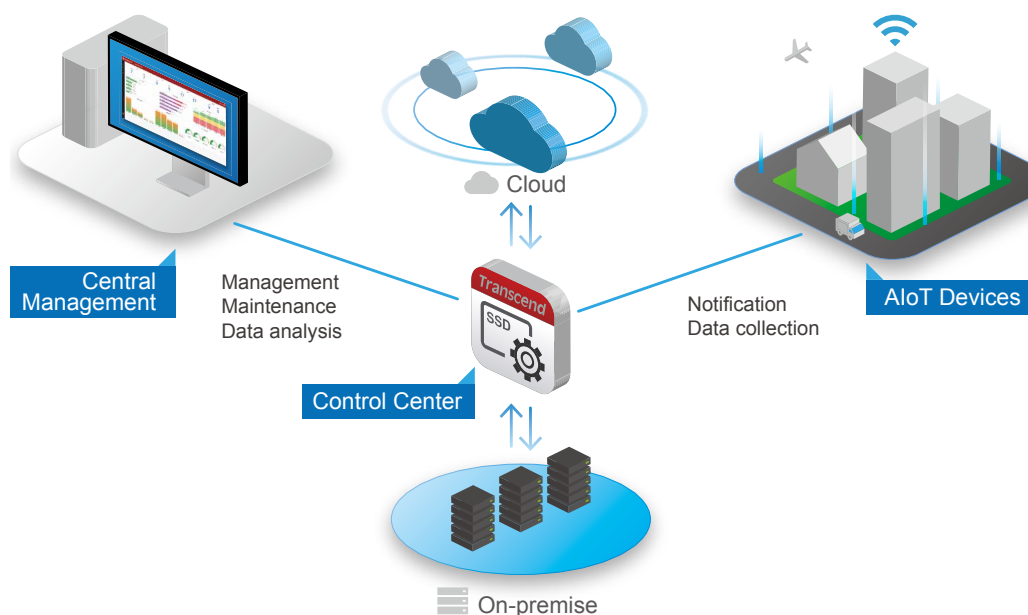 Cloud
Central
Management
Management
Maintenance
Data analysis
Transcend
SSD
Notification
Data collection
AIoT Devices
Control Center
On-premise